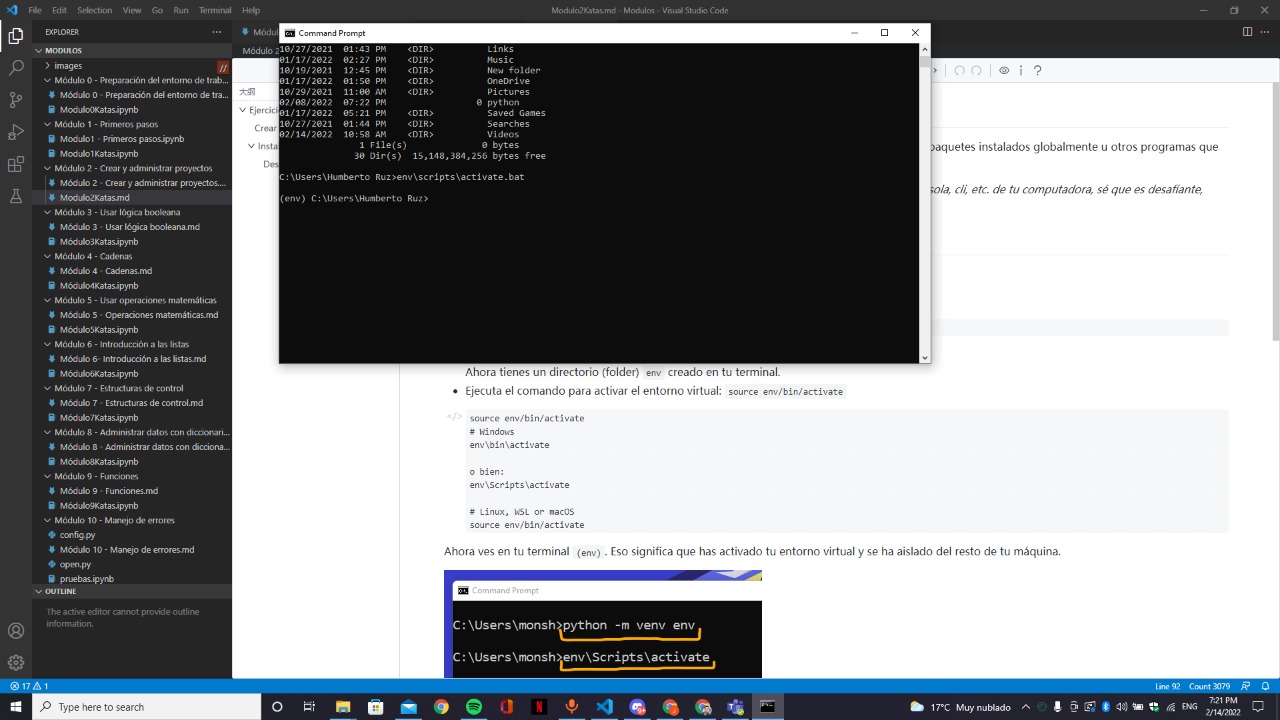 File Edit Selection View Go Run Terminal Help
Modulo2Katas.md - Modulos - Visual Studio Code
EXPLORER
MODULOS
images
Módulo 0 - Preparación del entorno de trab...
Módulo 0 - Preparación del entorno de tra...
Modulo0Katas.ipynb
Módulo 1 - Primeros pasos
Modulo1 - Primeros pasos.ipynb
Modulo1Katas.ipynb
Módulo 2 - Crear y administrar proyectos
Módulo 2 - Crear y administrar proyectos....
Modulo2Katas.md
Módulo 3 - Usar lógica booleana
Módulo 3 - Usar lógica booleana.md
Módulo3Katas.ipynb
Módulo 4 - Cadenas
Módulo 4 - Cadenas.md
Módulo4Katas.ipynb
Módulo 5 - Usar operaciones matemáticas
Módulo 5 - Operaciones matemáticas.md
Módulo5Katas.ipynb
Módulo 6 - Introducción a las listas
Módulo 6- Introducción a las listas.md
Módulo6Katas.ipynb
Módulo 7 - Estructuras de control
Módulo 7 - Estructuras de control.md
Módulo7Katas.ipynb
Módulo 8 - Administrar datos con diccionari...
Módulo 8 - Administrar datos con dicciona...
Módulo8Katas.ipynb
Módulo 9 - Funciones
Módulo 9 - Funciones.md
Módulo9Katas.ipynb
Módulo 10 - Manejo de errores
config.py
Módulo 10 - Manejo de errores.md
open.py
pruebas.ipynb
OUTLINE
The active editor cannot provide outline
information.
Módul
Módulo 2
大纲
Ejercici
Crear
Insta
Des
Command Prompt
10/27/2021 01:43 PM <DIR> Links
01/17/2022 02:27 PM <DIR> Music
10/19/2021 12:45 PM <DIR> New folder
01/17/2022 01:50 PM <DIR> OneDrive
10/29/2021 11:00 AM <DIR> Pictures
02/08/2022 07:22 PM 0 python
01/17/2022 05:21 PM <DIR> Saved Games
10/27/2021 01:44 PM <DIR> Searches
02/14/2022 10:58 AM <DIR> Videos
1 File(s) 0 bytes
30 Dir(s) 15,148,384,256 bytes free
C:\Users\Humberto Ruz>env\scripts\activate.bat
(env) C:\Users\Humberto Ruz>
paquetes instalados globalmente u otros programas que
sola, cli, etc. de tu computadora, sé que es desafiante,
Ahora tienes un directorio (folder) env creado en tu terminal.
• Ejecuta el comando para activar el entorno virtual: source env/bin/activate
</> source env/bin/activate
# Windows
env\bin\activate
o bien:
env\Scripts\activate
# Linux, WSL or macOS
source env/bin/activate
Ahora ves en tu terminal (env). Eso significa que has activado tu entorno virtual y se ha aislado del resto de tu máquina.
Command Prompt
C:\Users\monsh>python -m venv env
C:\Users\monsh>env\Scripts\activate
17 1
Line 92 Count 3079
Type here to search
17°C Muy nublado
ENG
7:21 PM
2/14/2022